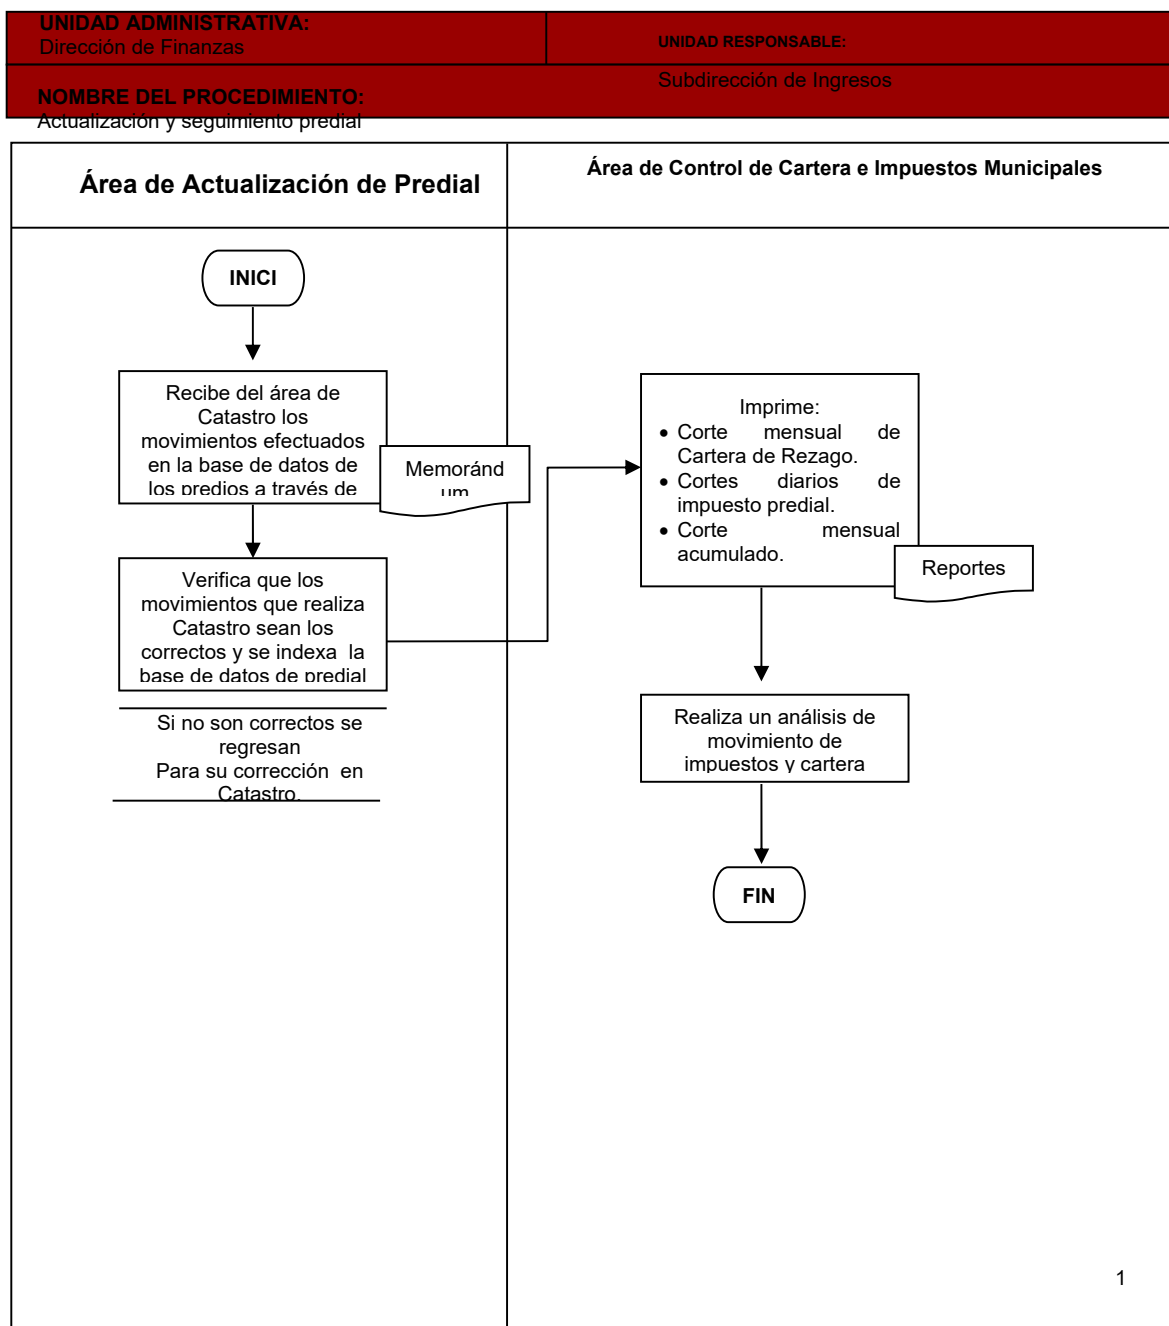 UNIDAD ADMINISTRATIVA:
Dirección de Finanzas
UNIDAD RESPONSABLE:
Subdirección de Ingresos
NOMBRE DEL PROCEDIMIENTO:
Actualización y seguimiento predial
Área de Actualización de Predial
Área de Control de Cartera e Impuestos Municipales
INICI
Recibe del área de
Catastro los
movimientos efectuados
en la base de datos de
los predios a través de
Memoránd
um
Verifica que los
movimientos que realiza
Catastro sean los
correctos y se indexa la
base de datos de predial
Si no son correctos se
regresan
Para su corrección en
Catastro.
Imprime:
• Corte mensual de
Cartera de Rezago.
• Cortes diarios de
impuesto predial.
• Corte mensual
acumulado.
Reportes
Realiza un análisis de
movimiento de
impuestos y cartera
FIN
1